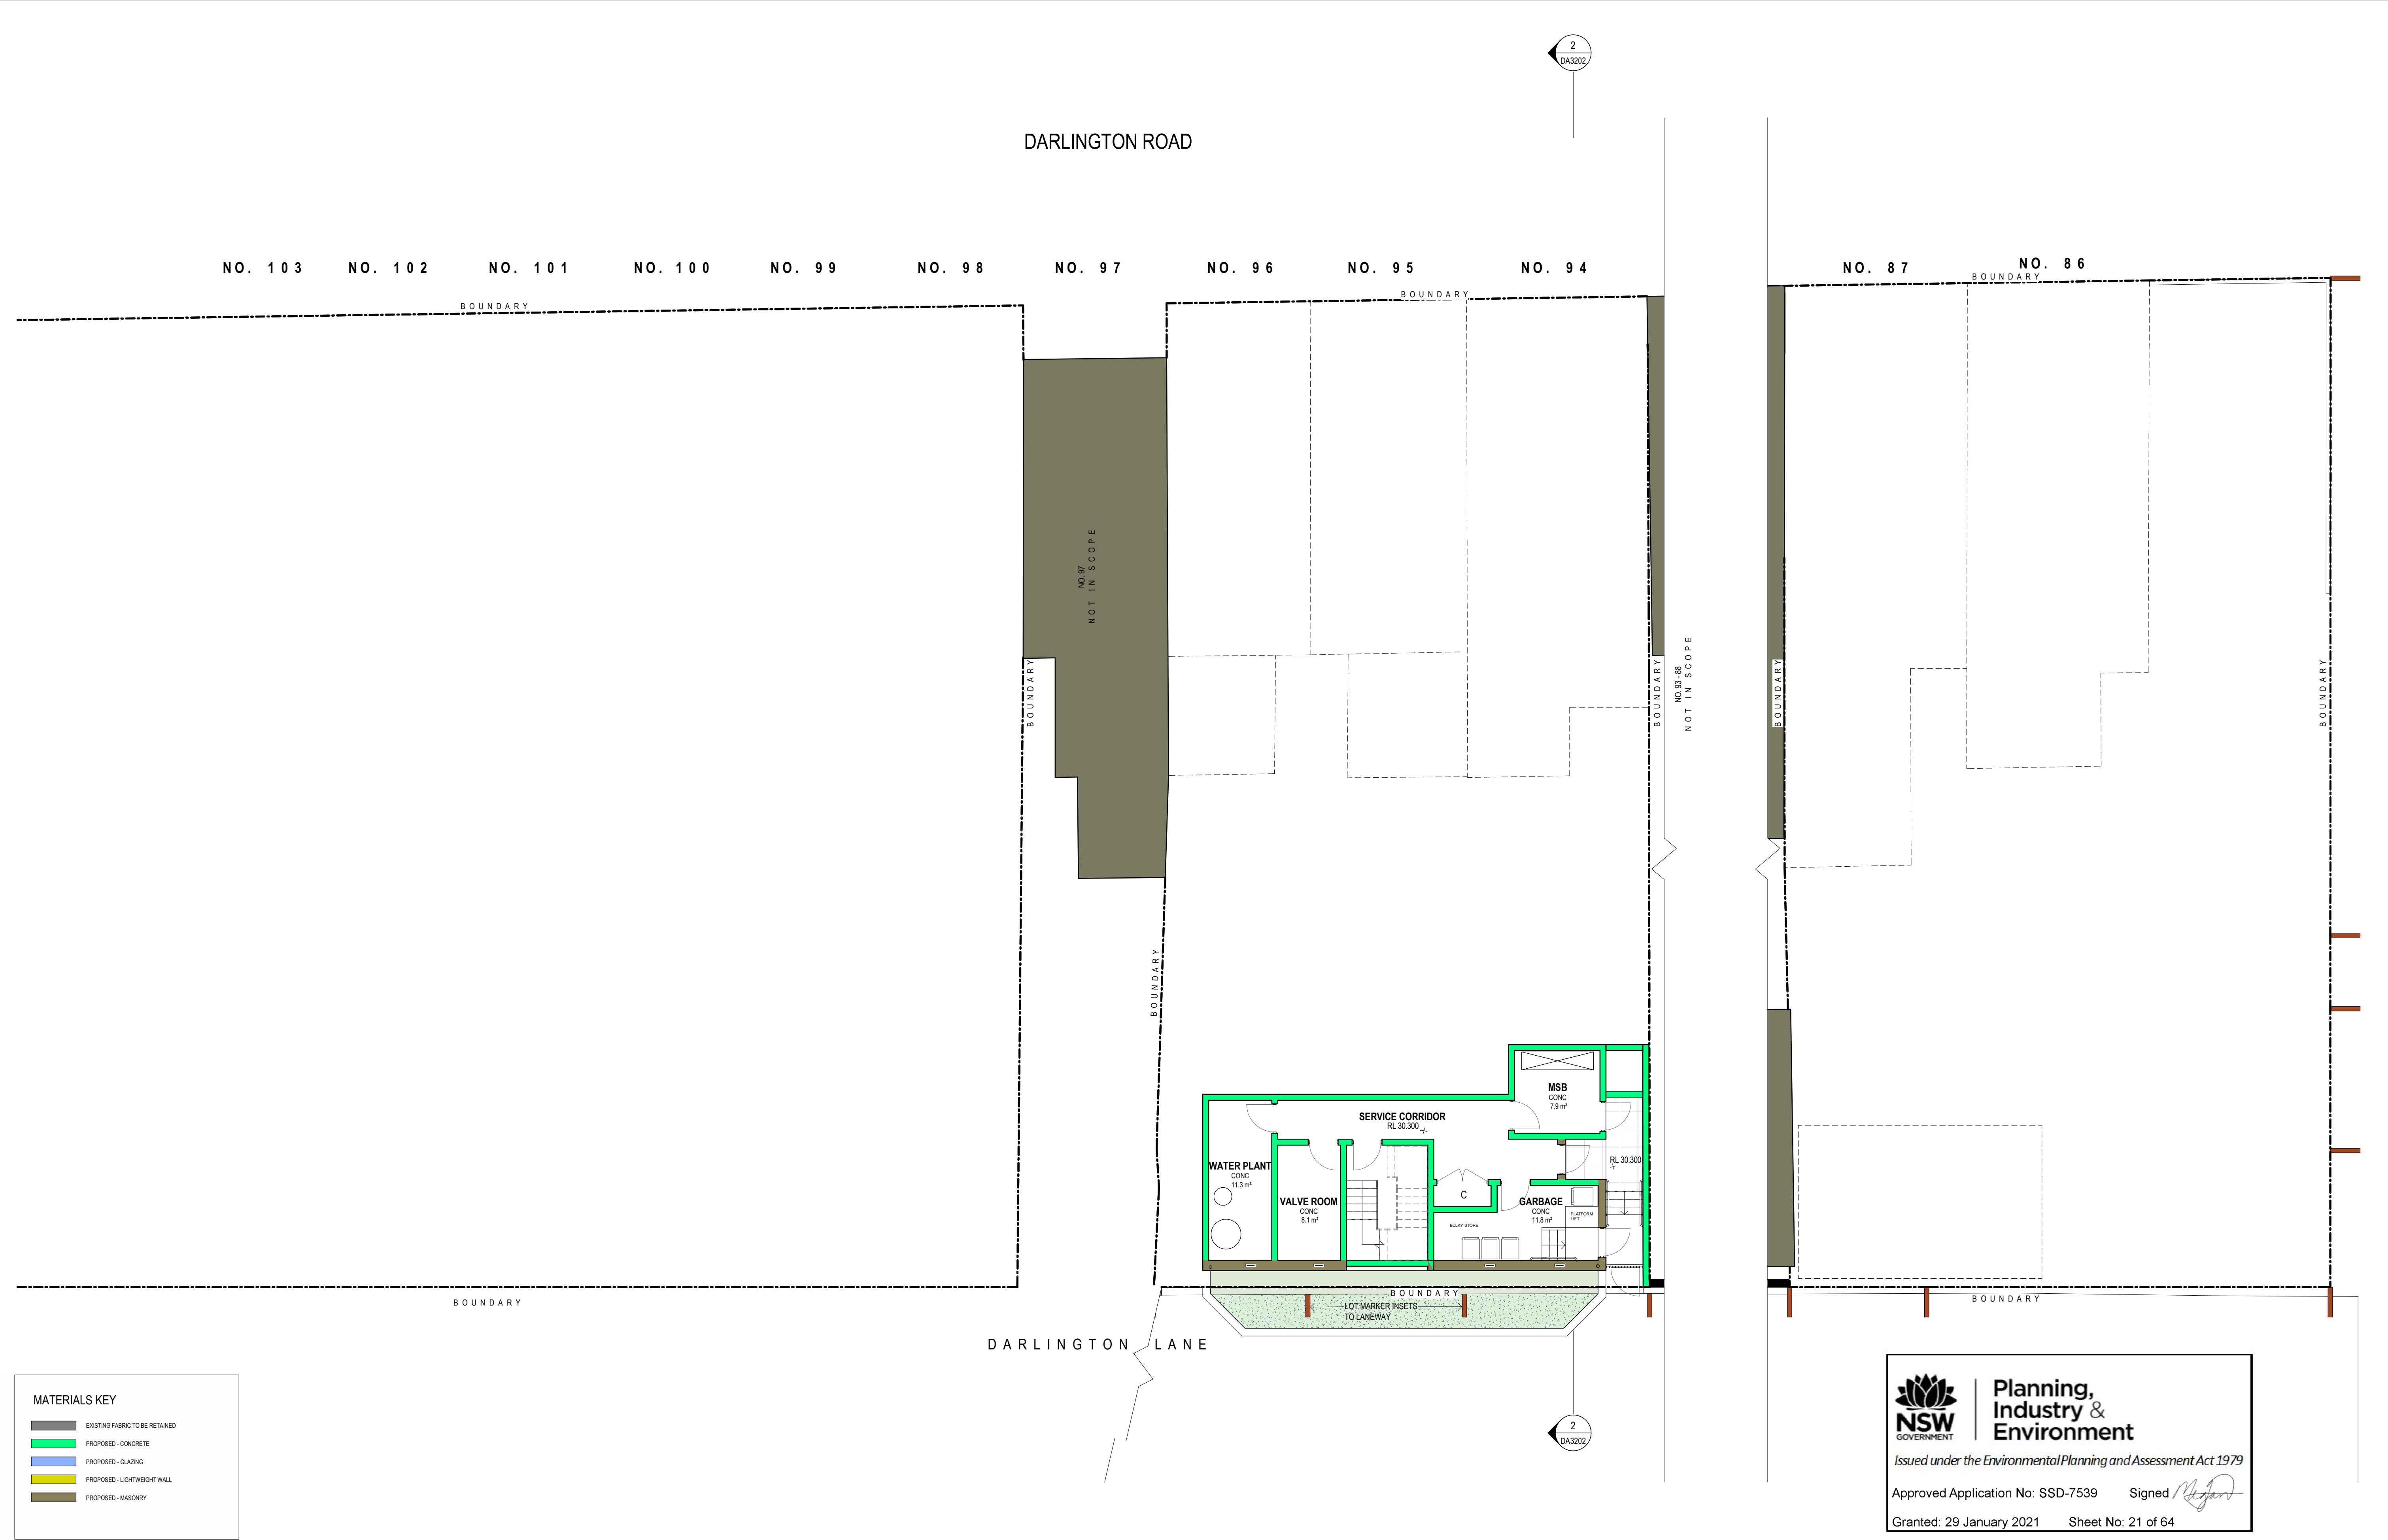 2
DA3202
DARLINGTON ROAD
NO. 103
NO. 102
NO. 101
NO. 100
NO. 99
NO. 98
NO. 97
NO. 96
NO. 95
NO. 94
NO. 87
NO. 86
BOUNDARY
BOUNDARY
BOUNDARY
NO. 97
NOT IN SCOPE
BOUNDARY
BOUNDARY
NO. 93 - 88
NOT IN SCOPE
BOUNDARY
BOUNDARY
BOUNDARY
MSB
CONC
7.9 m²
SERVICE CORRIDOR
RL 30.300
RL 30.300
WATER PLANT
CONC
11.3 m²
VALVE ROOM
CONC
8.1 m²
C
GARBAGE
CONC
11.8 m²
PLATFORM
LIFT
BULKY STORE
BOUNDARY
BOUNDARY
BOUNDARY
LOT MARKER INSETS
TO LANEWAY
DARLINGTON LANE
2
DA3202
MATERIALS KEY
EXISTING FABRIC TO BE RETAINED
PROPOSED - CONCRETE
PROPOSED - GLAZING
PROPOSED - LIGHTWEIGHT WALL
PROPOSED - MASONRY
NSW
GOVERNMENT
Planning,
Industry &
Environment
Issued under the Environmental Planning and Assessment Act 1979
Approved Application No: SSD-7539 Signed
Granted: 29 January 2021 Sheet No: 21 of 64